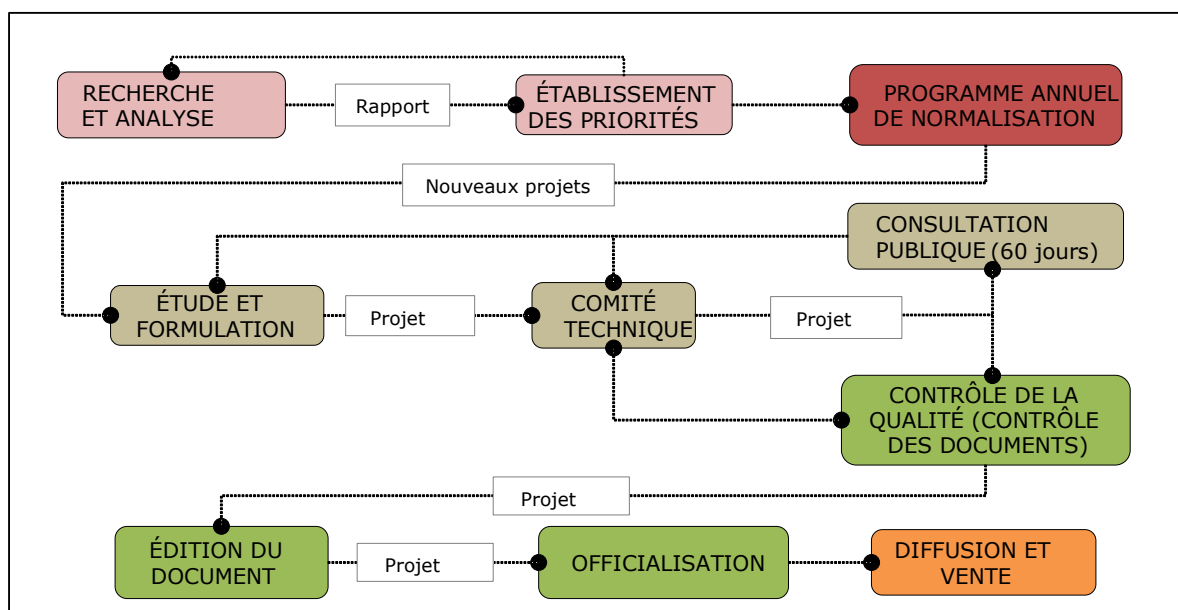 RECHERCHE
ET ANALYSE
Rapport
ÉTABLISSEMENT
DES PRIORITÉS
PROGRAMME ANNUEL
DE NORMALISATION
Nouveaux projets
CONSULTATION
PUBLIQUE (60 jours)
ÉTUDE ET
FORMULATION
Projet
COMITÉ
TECHNIQUE
Projet
CONTRÔLE DE LA
QUALITÉ (CONTRÔLE
DES DOCUMENTS)
Projet
ÉDITION DU
DOCUMENT
Projet
OFFICIALISATION
DIFFUSION ET
VENTE